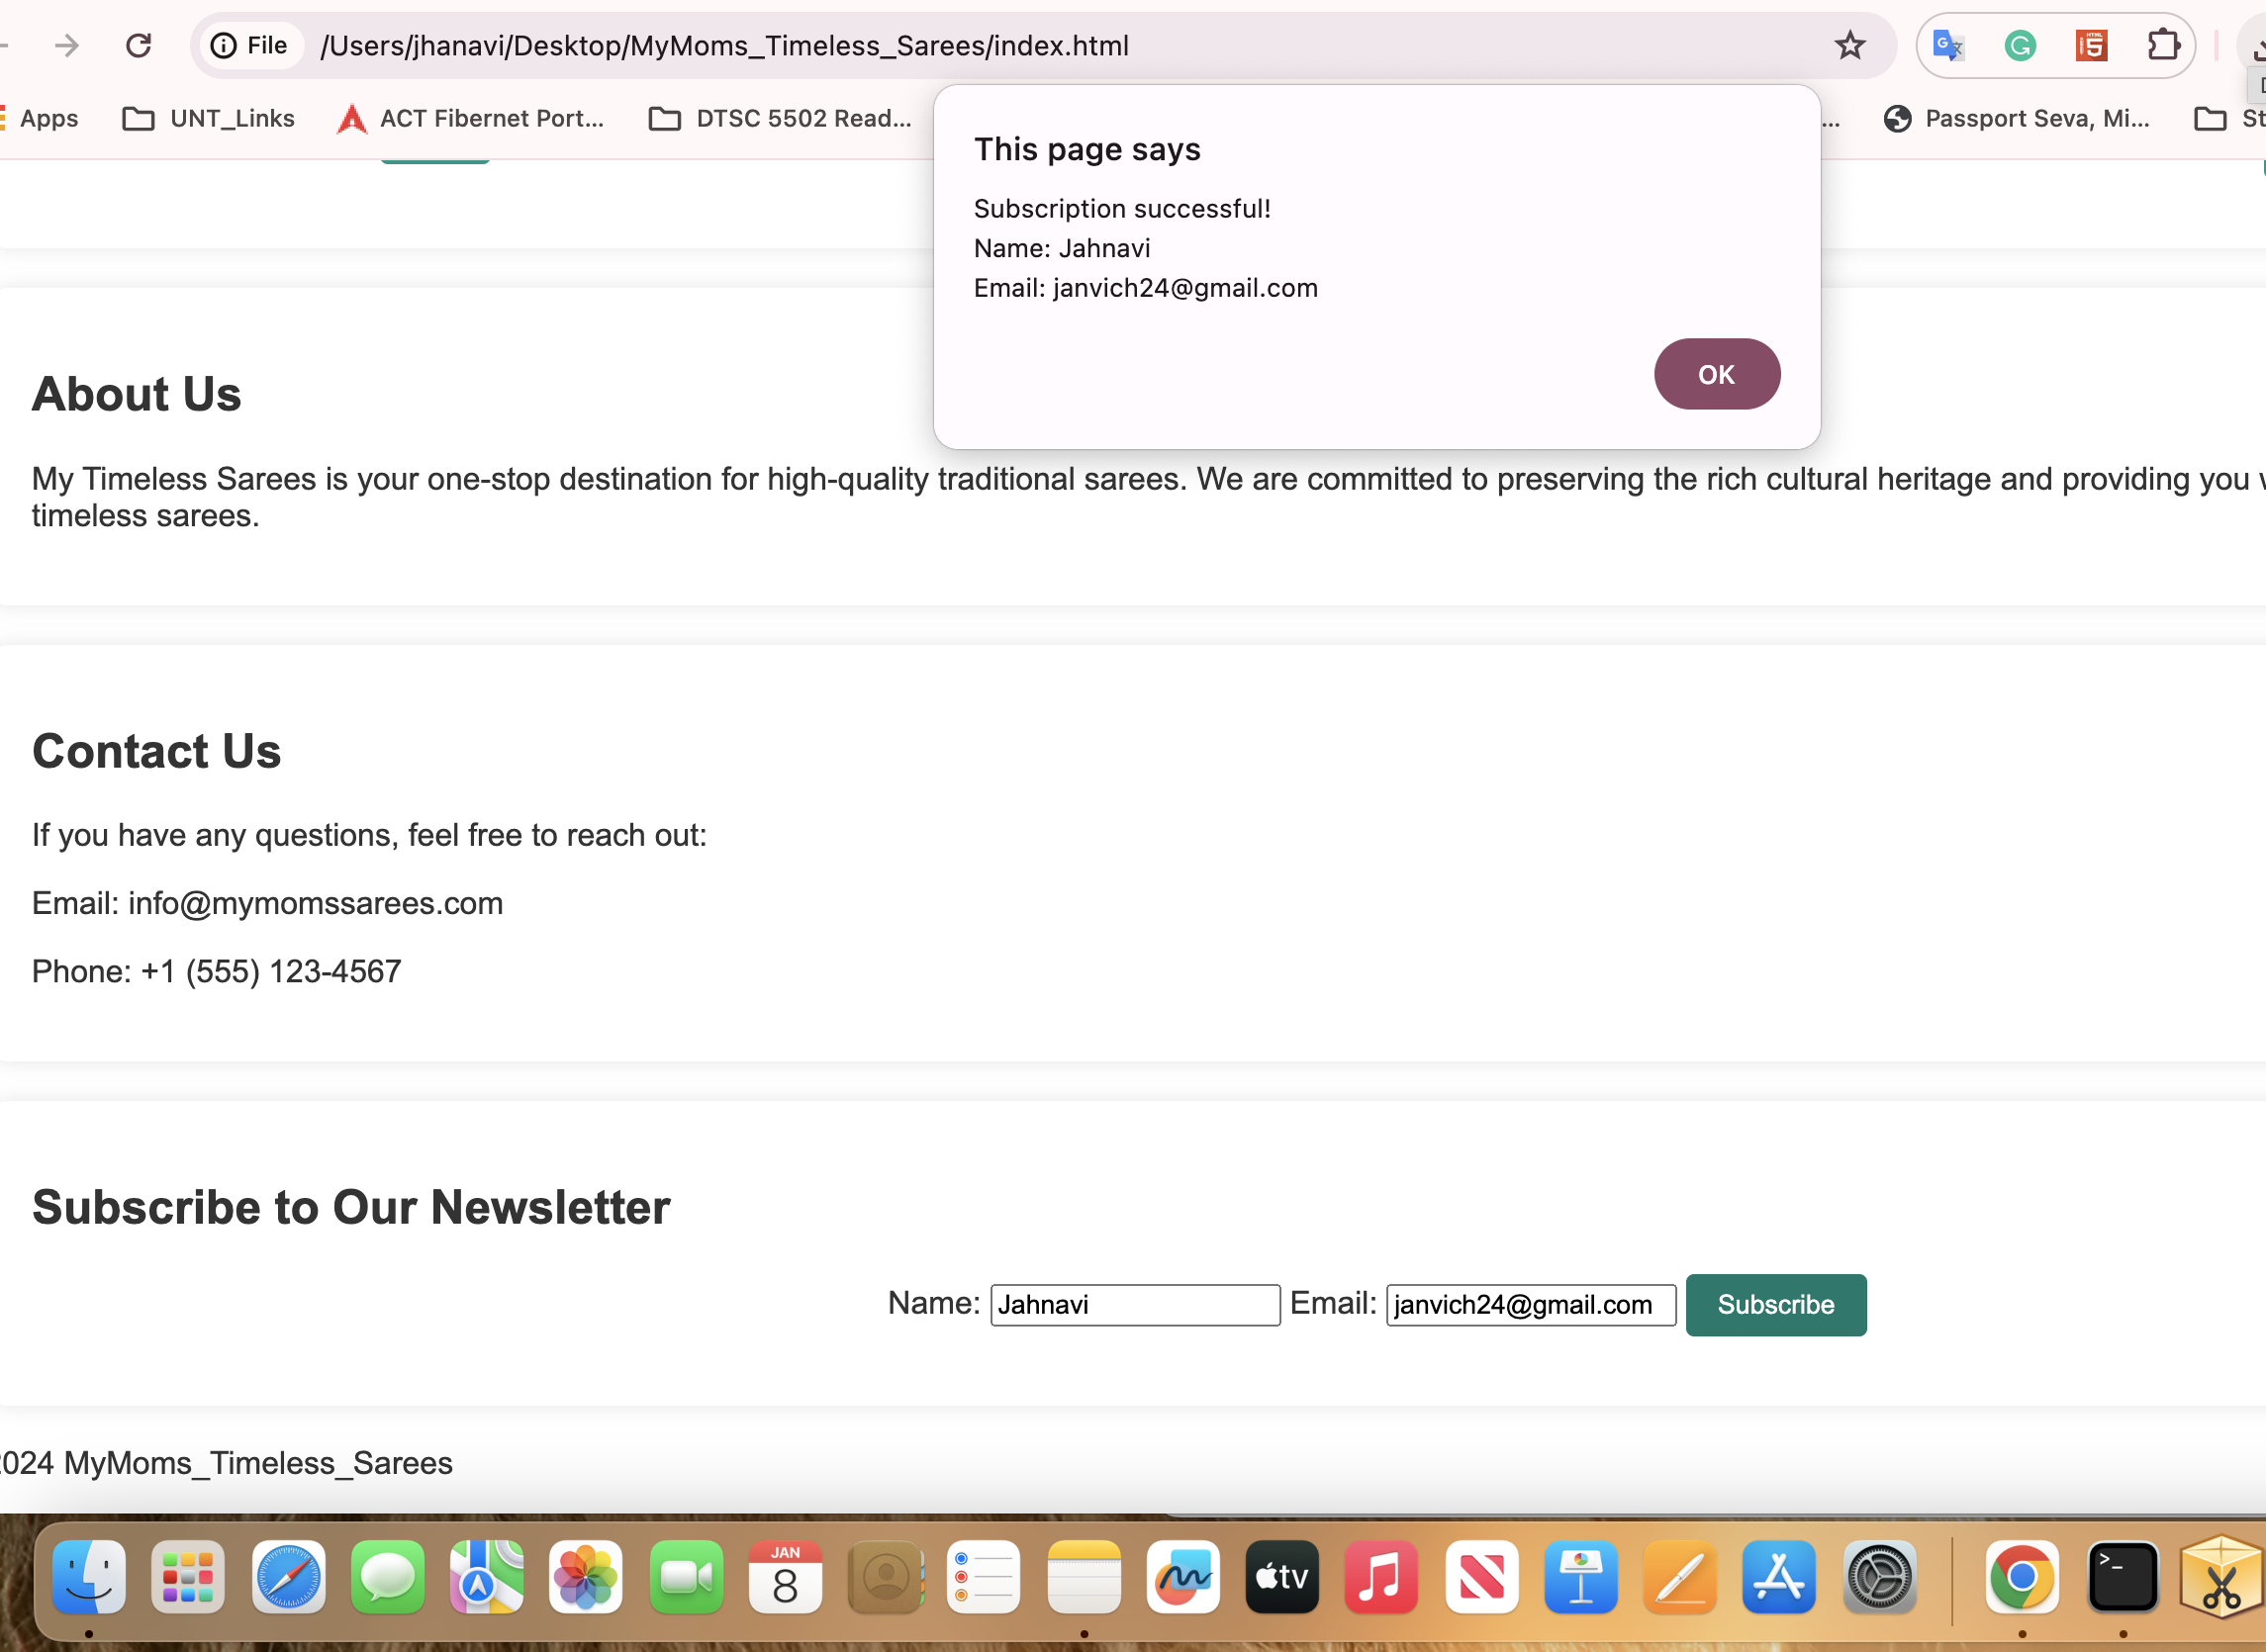 File /Users/jhanavi/Desktop/MyMoms_Timeless_Sarees/index.html
Apps UNT_Links ACT Fibernet Port... DTSC 5502 Read... ... Passport Seva, Mi... St
This page says
Subscription successful!
Name: Jahnavi
Email: janvich24@gmail.com
OK
About Us
My Timeless Sarees is your one-stop destination for high-quality traditional sarees. We are committed to preserving the rich cultural heritage and providing you
timeless sarees.
Contact Us
If you have any questions, feel free to reach out:
Email: info@mymomssarees.com
Phone: +1 (555) 123-4567
Subscribe to Our Newsletter
Name: Jahnavi Email: janvich24@gmail.com Subscribe
024 MyMoms_Timeless_Sarees
JAN
8
tv
>_